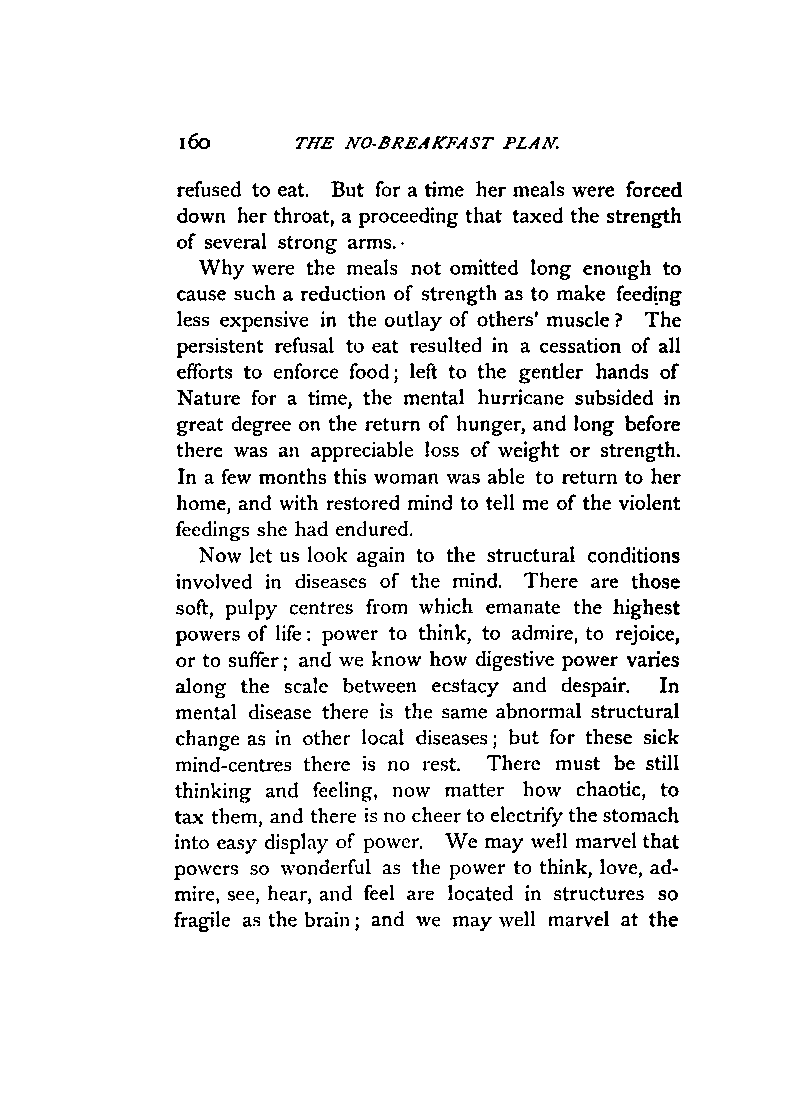 160 THE NO-BREAKFAST PLAN.
refused to eat. But for a time her meals were forced
down her throat, a proceeding that taxed the strength
of several strong arms.
Why were the meals not omitted long enough to
cause such a reduction of strength as to make feeding
less expensive in the outlay of others' muscle? The
persistent refusal to eat resulted in a cessation of all
efforts to enforce food; left to the gentler hands of
Nature for a time, the mental hurricane subsided in
great degree on the return of hunger, and long before
there was an appreciable loss of weight or strength.
In a few months this woman was able to return to her
home, and with restored mind to tell me of the violent
feedings she had endured.
Now let us look again to the structural conditions
involved in diseases of the mind. There are those
soft, pulpy centres from which emanate the highest
powers of life: power to think, to admire, to rejoice,
or to suffer; and we know how digestive power varies
along the scale between ecstacy and despair. In
mental disease there is the same abnormal structural
change as in other local diseases; but for these sick
mind-centres there is no rest. There must be still
thinking and feeling, now matter how chaotic, to
tax them, and there is no cheer to electrify the stomach
into easy display of power. We may well marvel that
powers so wonderful as the power to think, love, ad-
mire, see, hear, and feel are located in structures so
fragile as the brain; and we may well marvel at the